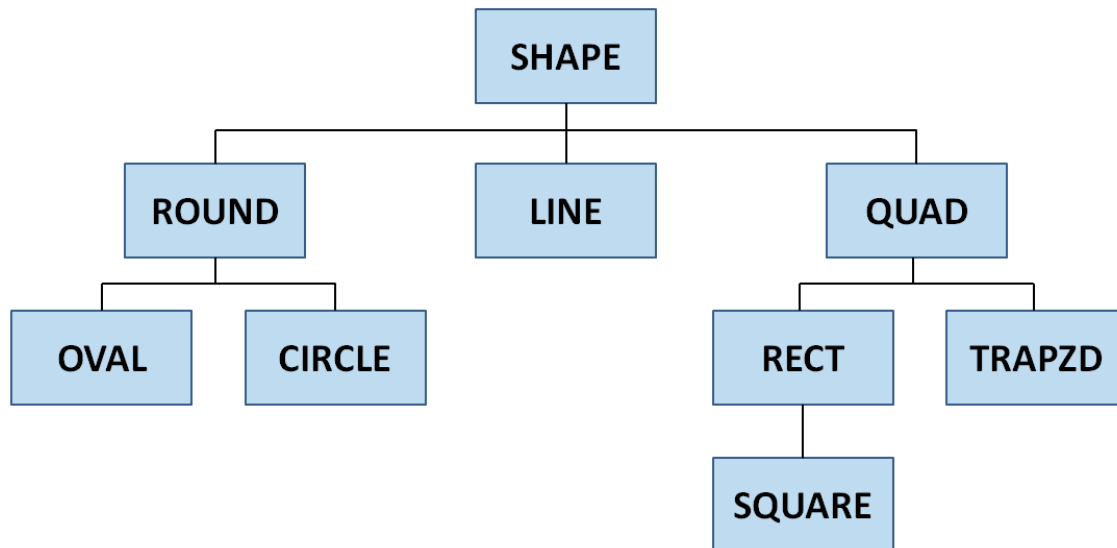 SHAPE
ROUND
LINE
QUAD
OVAL
CIRCLE
RECT
TRAPZD
SQUARE